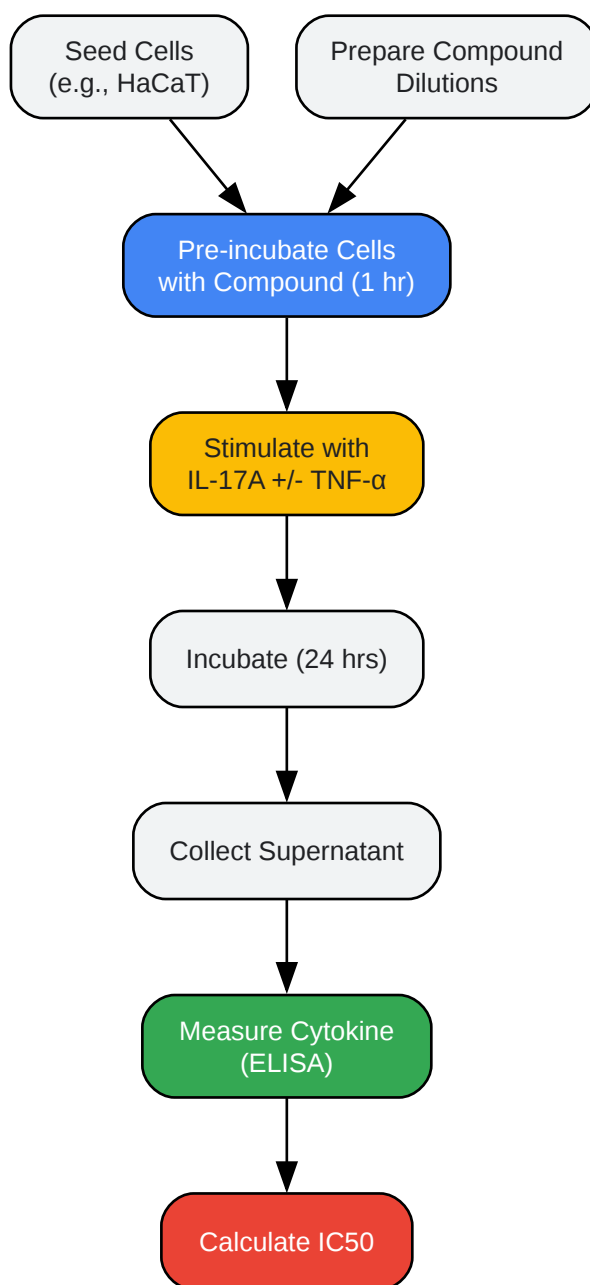 Seed Cells
(e.g., HaCaT)
Prepare Compound
Dilutions
Pre-incubate Cells
with Compound (1 hr)
Stimulate with
IL-17A +/- TNF-α
Incubate (24 hrs)
Collect Supernatant
Measure Cytokine
(ELISA)
Calculate IC50